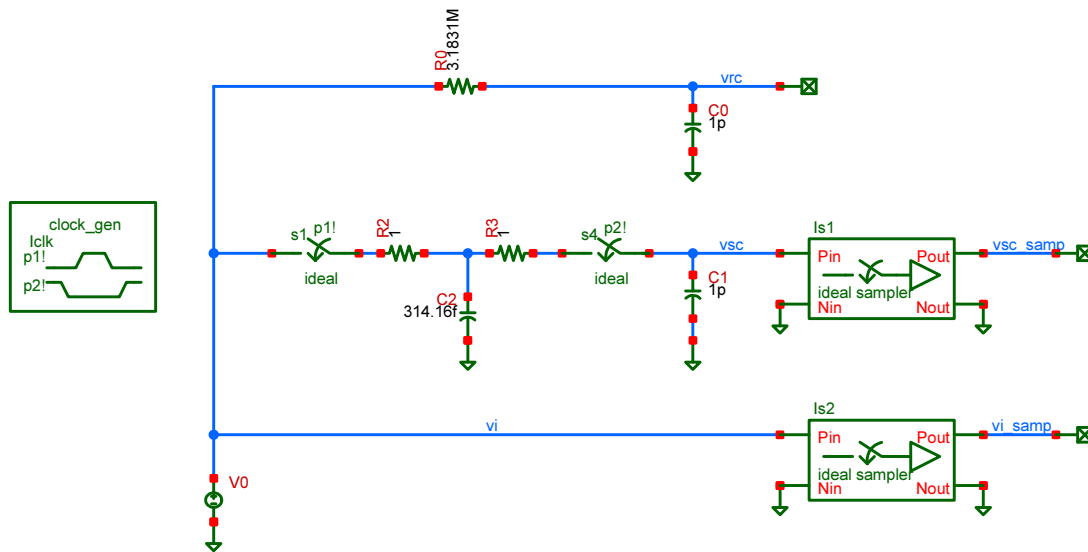 R0
3.1831M
vrc
C0
1p
clock_gen
Iclk
p1!
p2!
s1
p1!
ideal
R2
1
R3
1
s4
p2!
ideal
C2
314.16f
vsc
C1
1p
Is1
Pin
Pout
ideal sampler
Nin
Nout
vsc_samp
vi
Is2
Pin
Pout
ideal sampler
Nin
Nout
vi_samp
V0